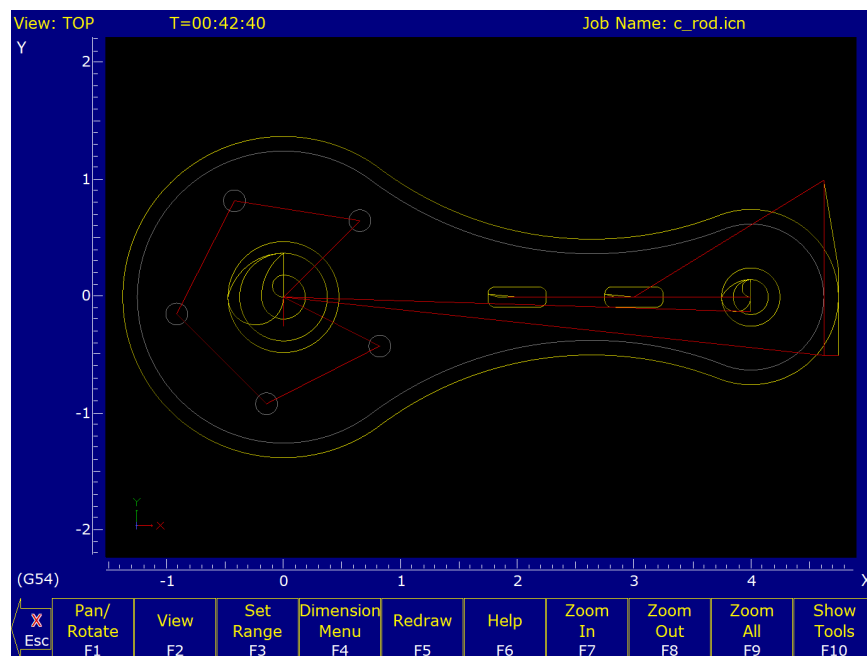 View: TOP T=00:42:40 Job Name: c_rod.icn
Y
2
1
0
-1
-2
Y
X
(G54) -1 0 1 2 3 4 X
X Esc
Pan/ Rotate F1
View F2
Set Range F3
Dimension Menu F4
Redraw F5
Help F6
Zoom In F7
Zoom Out F8
Zoom All F9
Show Tools F10